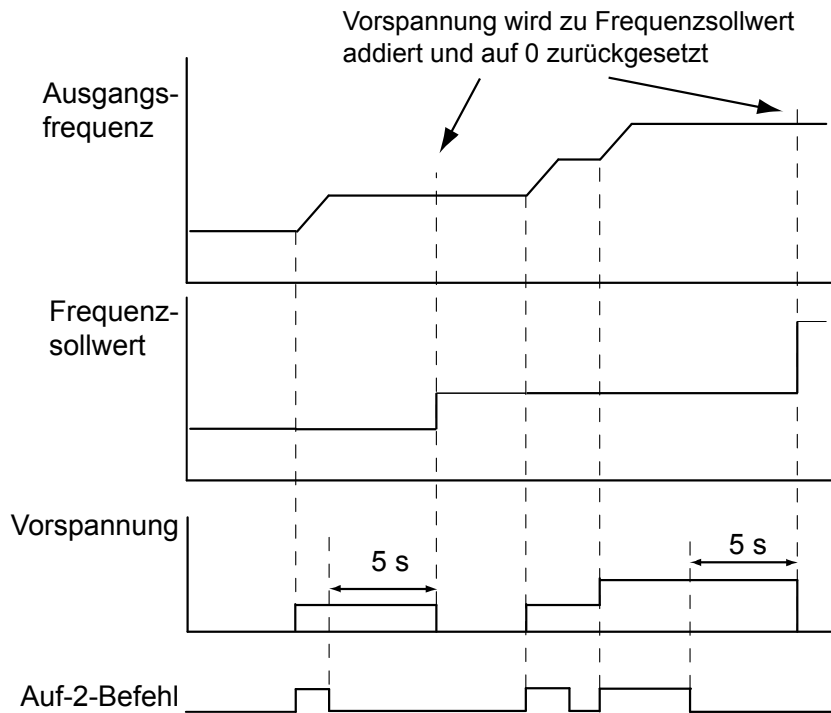 Vorspannung wird zu Frequenzsollwert
addiert und auf 0 zurückgesetzt
Ausgangs-
frequenz
Frequenz-
sollwert
Vorspannung
5 s
5 s
Auf-2-Befehl